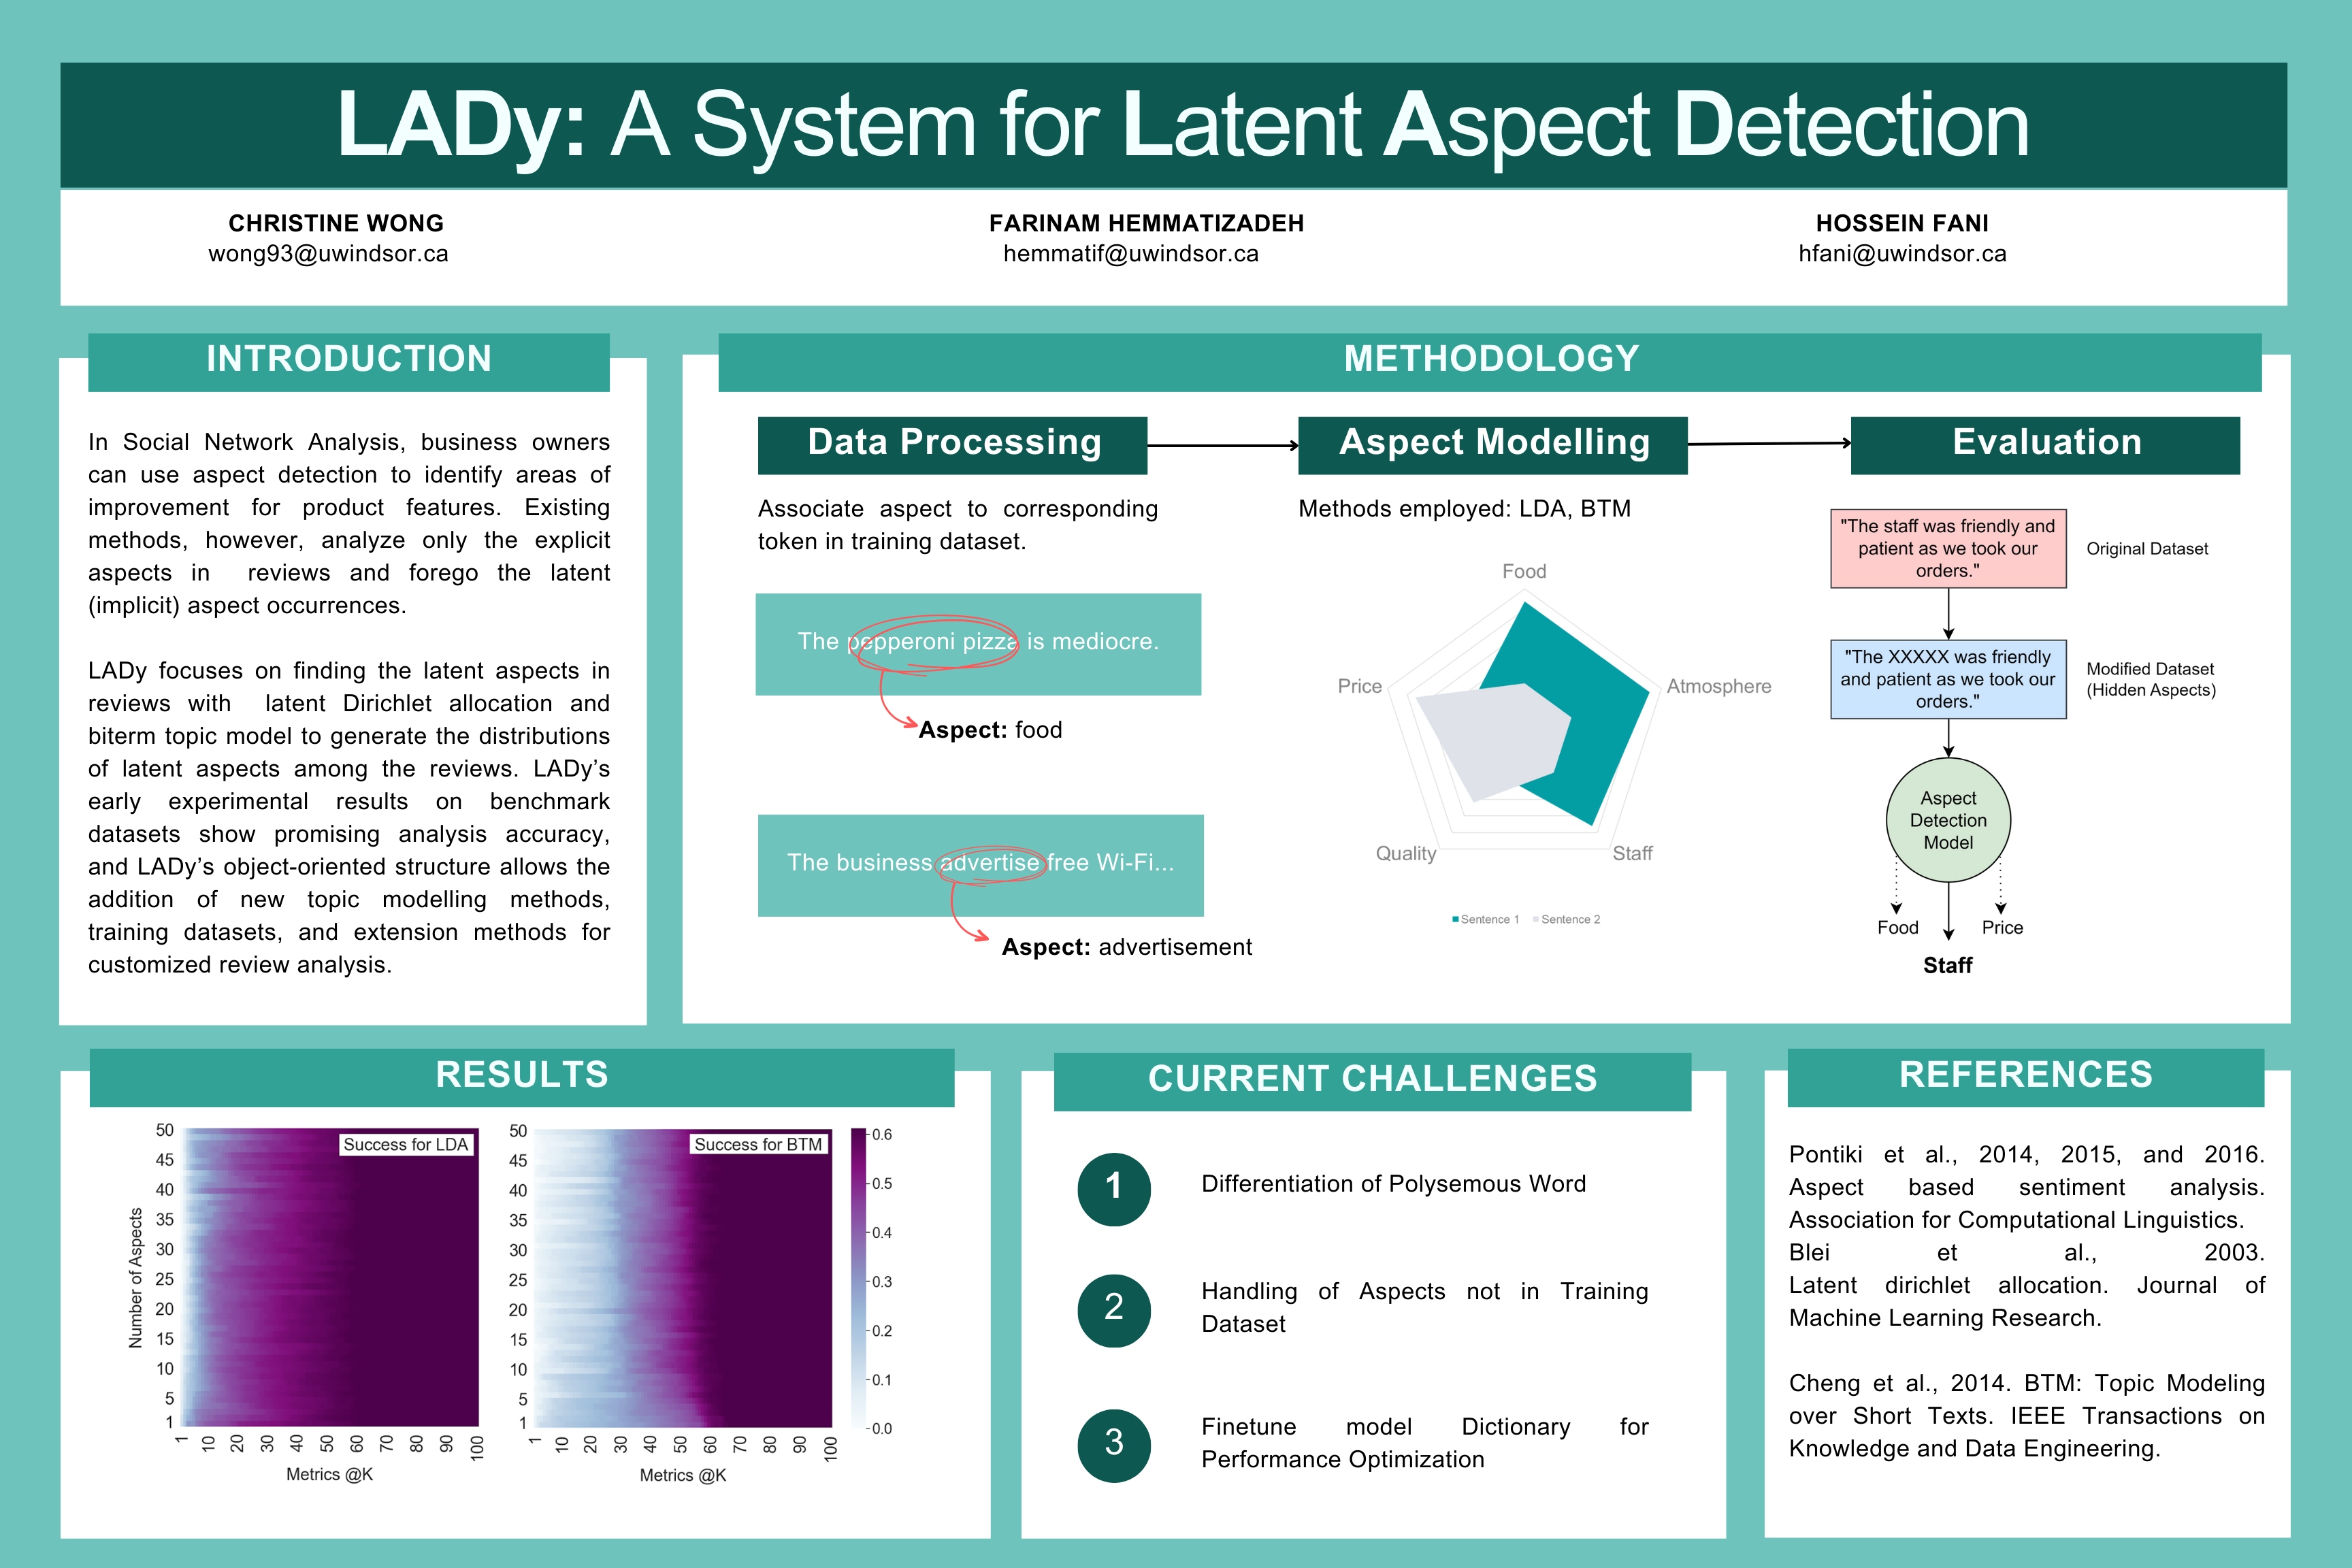 LADy: A System for Latent Aspect Detection
CHRISTINE WONG
wong93@uwindsor.ca
FARINAM HEMMATIZADEH
hemmatif@uwindsor.ca
HOSSEIN FANI
hfani@uwindsor.ca
INTRODUCTION
In Social Network Analysis, business owners
can use aspect detection to identify areas of
improvement for product features. Existing
methods, however, analyze only the explicit
aspects in reviews and forego the latent
(implicit) aspect occurrences.
LADy focuses on finding the latent aspects in
reviews with latent Dirichlet allocation and
biterm topic model to generate the distributions
of latent aspects among the reviews. LADy's
early experimental results on benchmark
datasets show promising analysis accuracy,
and LADy's object-oriented structure allows the
addition of new topic modelling methods,
training datasets, and extension methods for
customized review analysis.
METHODOLOGY
Data Processing
Associate aspect to corresponding
token in training dataset.
The pepperoni pizza is mediocre.
Aspect: food
The business advertise free Wi-Fi...
Aspect: advertisement
Aspect Modelling
Methods employed: LDA, BTM
Food
Price
Atmosphere
Quality
Staff
Sentence 1
Sentence 2
Evaluation
"The staff was friendly and
patient as we took our
orders."
Original Dataset
"The XXXXX was friendly
and patient as we took our
orders."
Modified Dataset
(Hidden Aspects)
Aspect
Detection
Model
Food
Price
Staff
RESULTS
Success for LDA
Number of Aspects
50
45
40
35
30
25
20
15
10
5
1
1 10 20 30 40 50 60 70 80 90 100
Metrics @K
Success for BTM
50
45
40
35
30
25
20
15
10
5
1
1 10 20 30 40 50 60 70 80 90 100
Metrics @K
0.6
0.5
0.4
0.3
0.2
0.1
0.0
CURRENT CHALLENGES
1
Differentiation of Polysemous Word
2
Handling of Aspects not in Training
Dataset
3
Finetune model Dictionary for
Performance Optimization
REFERENCES
Pontiki et al., 2014, 2015, and 2016.
Aspect based sentiment analysis.
Association for Computational Linguistics.
Blei et al., 2003.
Latent dirichlet allocation. Journal of
Machine Learning Research.
Cheng et al., 2014. BTM: Topic Modeling
over Short Texts. IEEE Transactions on
Knowledge and Data Engineering.